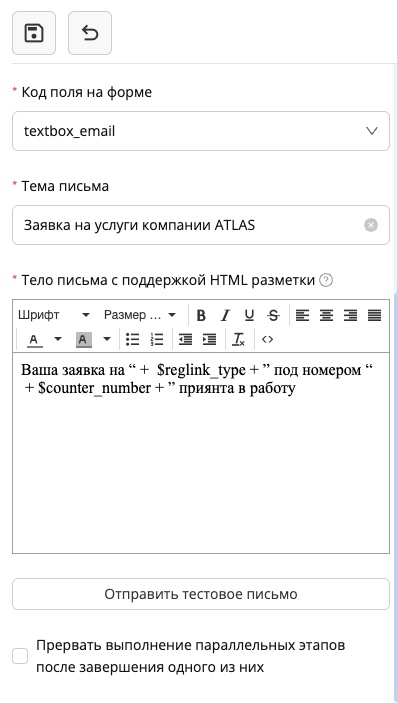 * Код поля на форме
textbox_email
* Тема письма
Заявка на услуги компании ATLAS
* Тело письма с поддержкой HTML разметки ?
Шрифт Размер ... B I U S
A A Tx <>
Ваша заявка на “ +  $reglink_type + ” под номером “
+ $counter_number + ” приянта в работу
Отправить тестовое письмо
Прервать выполнение параллельных этапов
после завершения одного из них